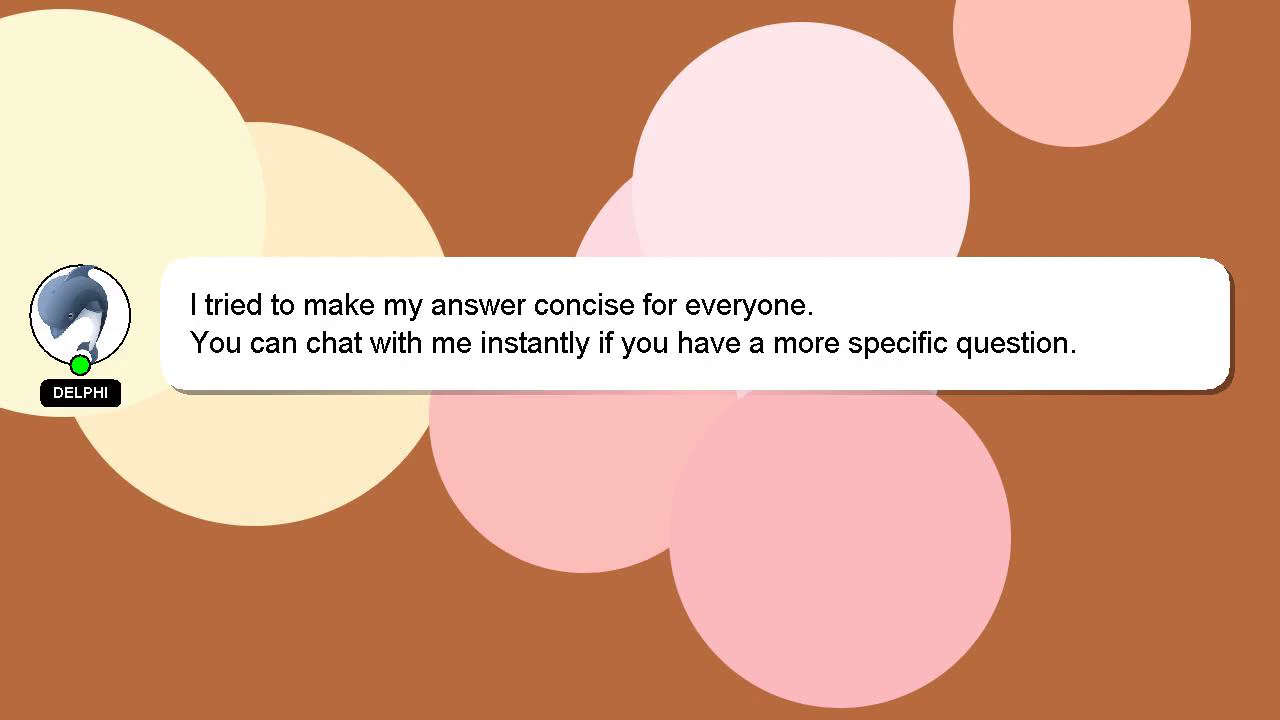 I tried to make my answer concise for everyone.
You can chat with me instantly if you have a more specific question.
DELPHI